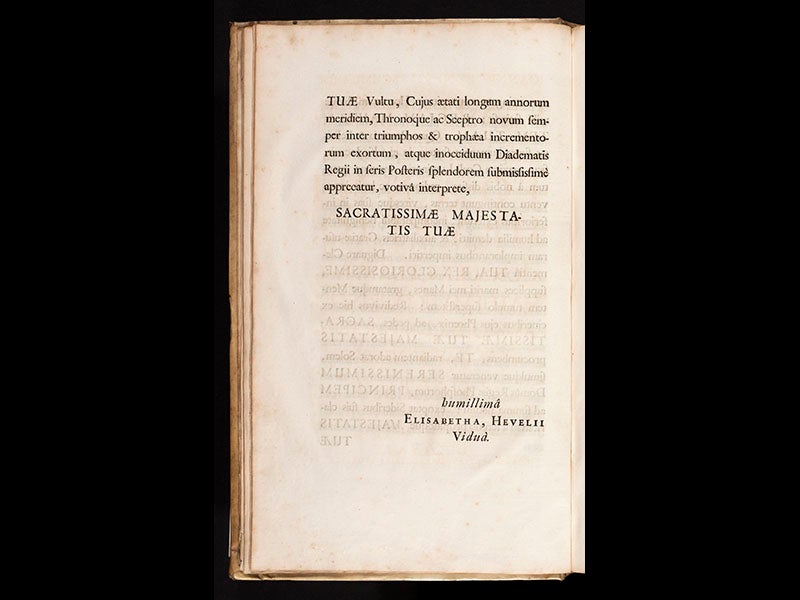 TUÆ Vultu, Cujus ætati longum annorum
meridiem, Thronoque ac Sceptro novum sem-
per inter triumphos & trophæa incremento-
rum exortum, atque inocciduum Diadematis
Regii in seris Posteris splendorem submississimè
apprecatur, votivâ interprete,
SACRATISSIMÆ MAJESTA-
TIS TUÆ
humillimâ
ELISABETHA, HEVELII
Viduâ.